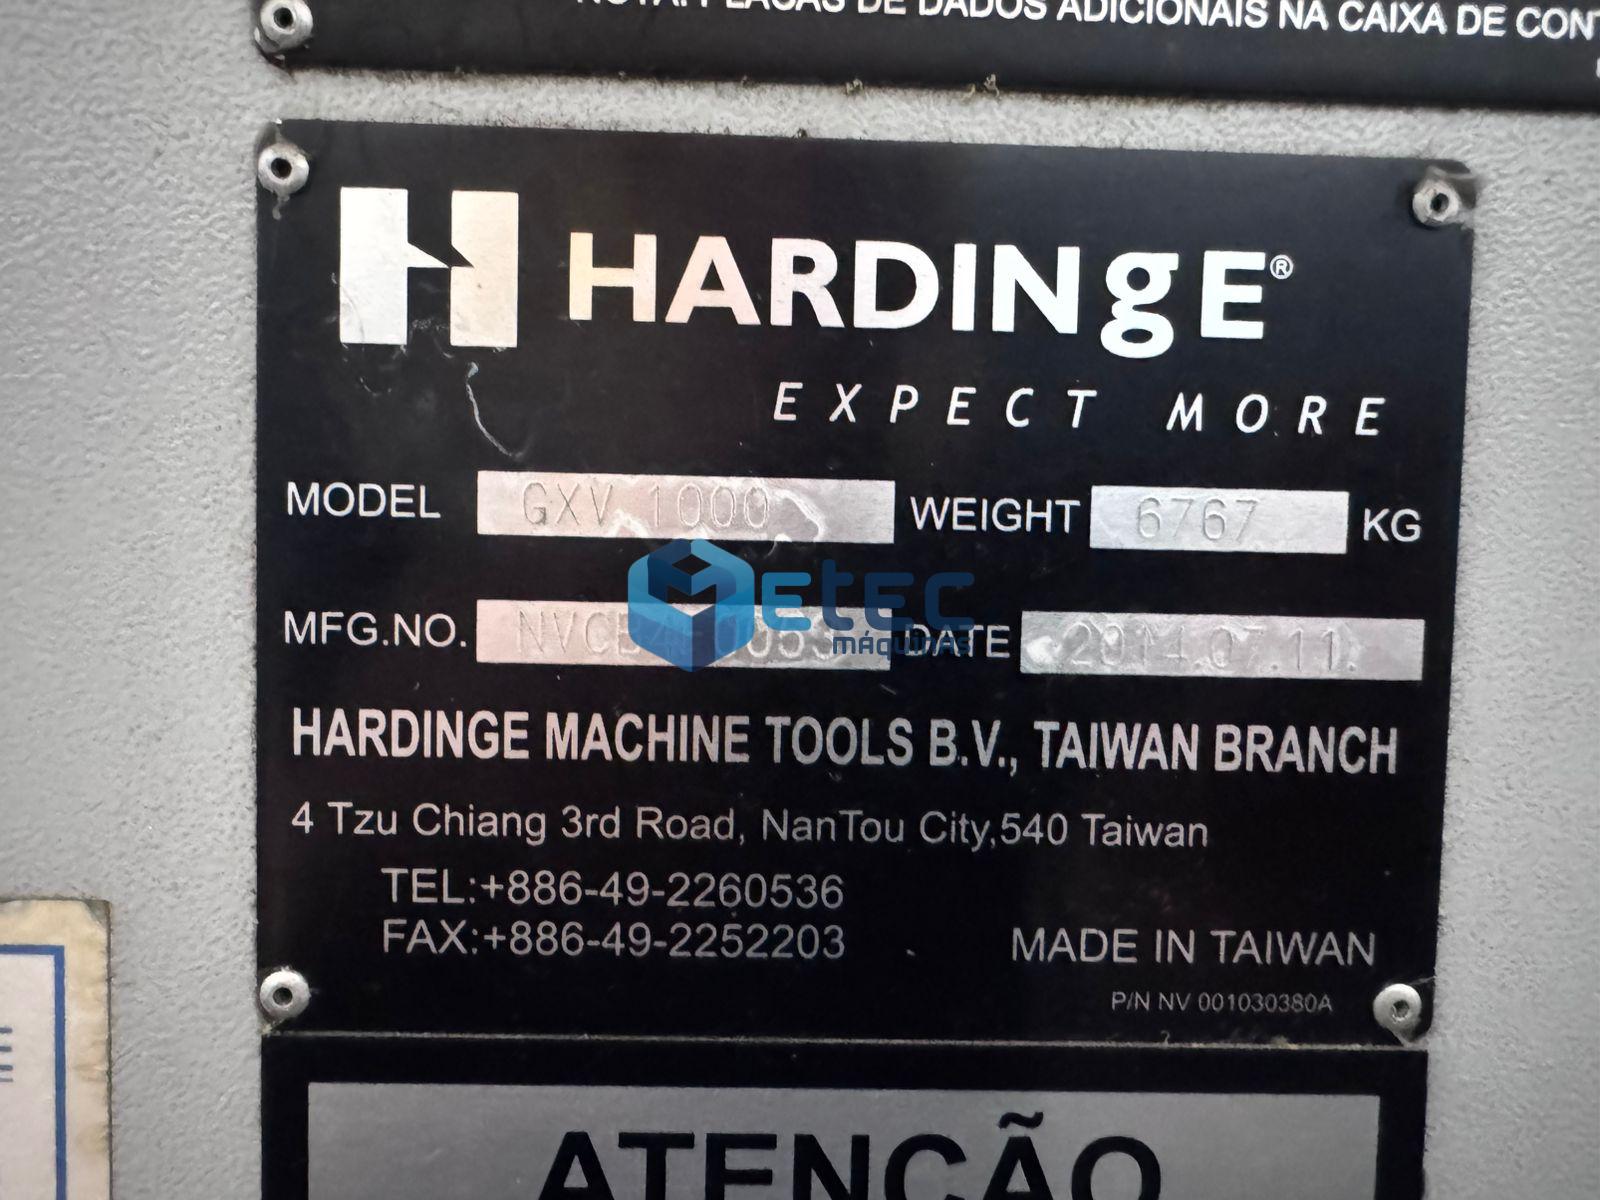 NOTA: PLACAS DE DADOS ADICIONAIS NA CAIXA DE CONT
HARDINgE®
EXPECT MORE
MODEL GXV 1000 WEIGHT 6767 KG
MFG.NO. DATE 2014.07.11.
METEC
máquinas
HARDINGE MACHINE TOOLS B.V., TAIWAN BRANCH
4 Tzu Chiang 3rd Road, NanTou City,540 Taiwan
TEL:+886-49-2260536
FAX:+886-49-2252203
MADE IN TAIWAN
P/N NV 001030380A
ATENÇÃO